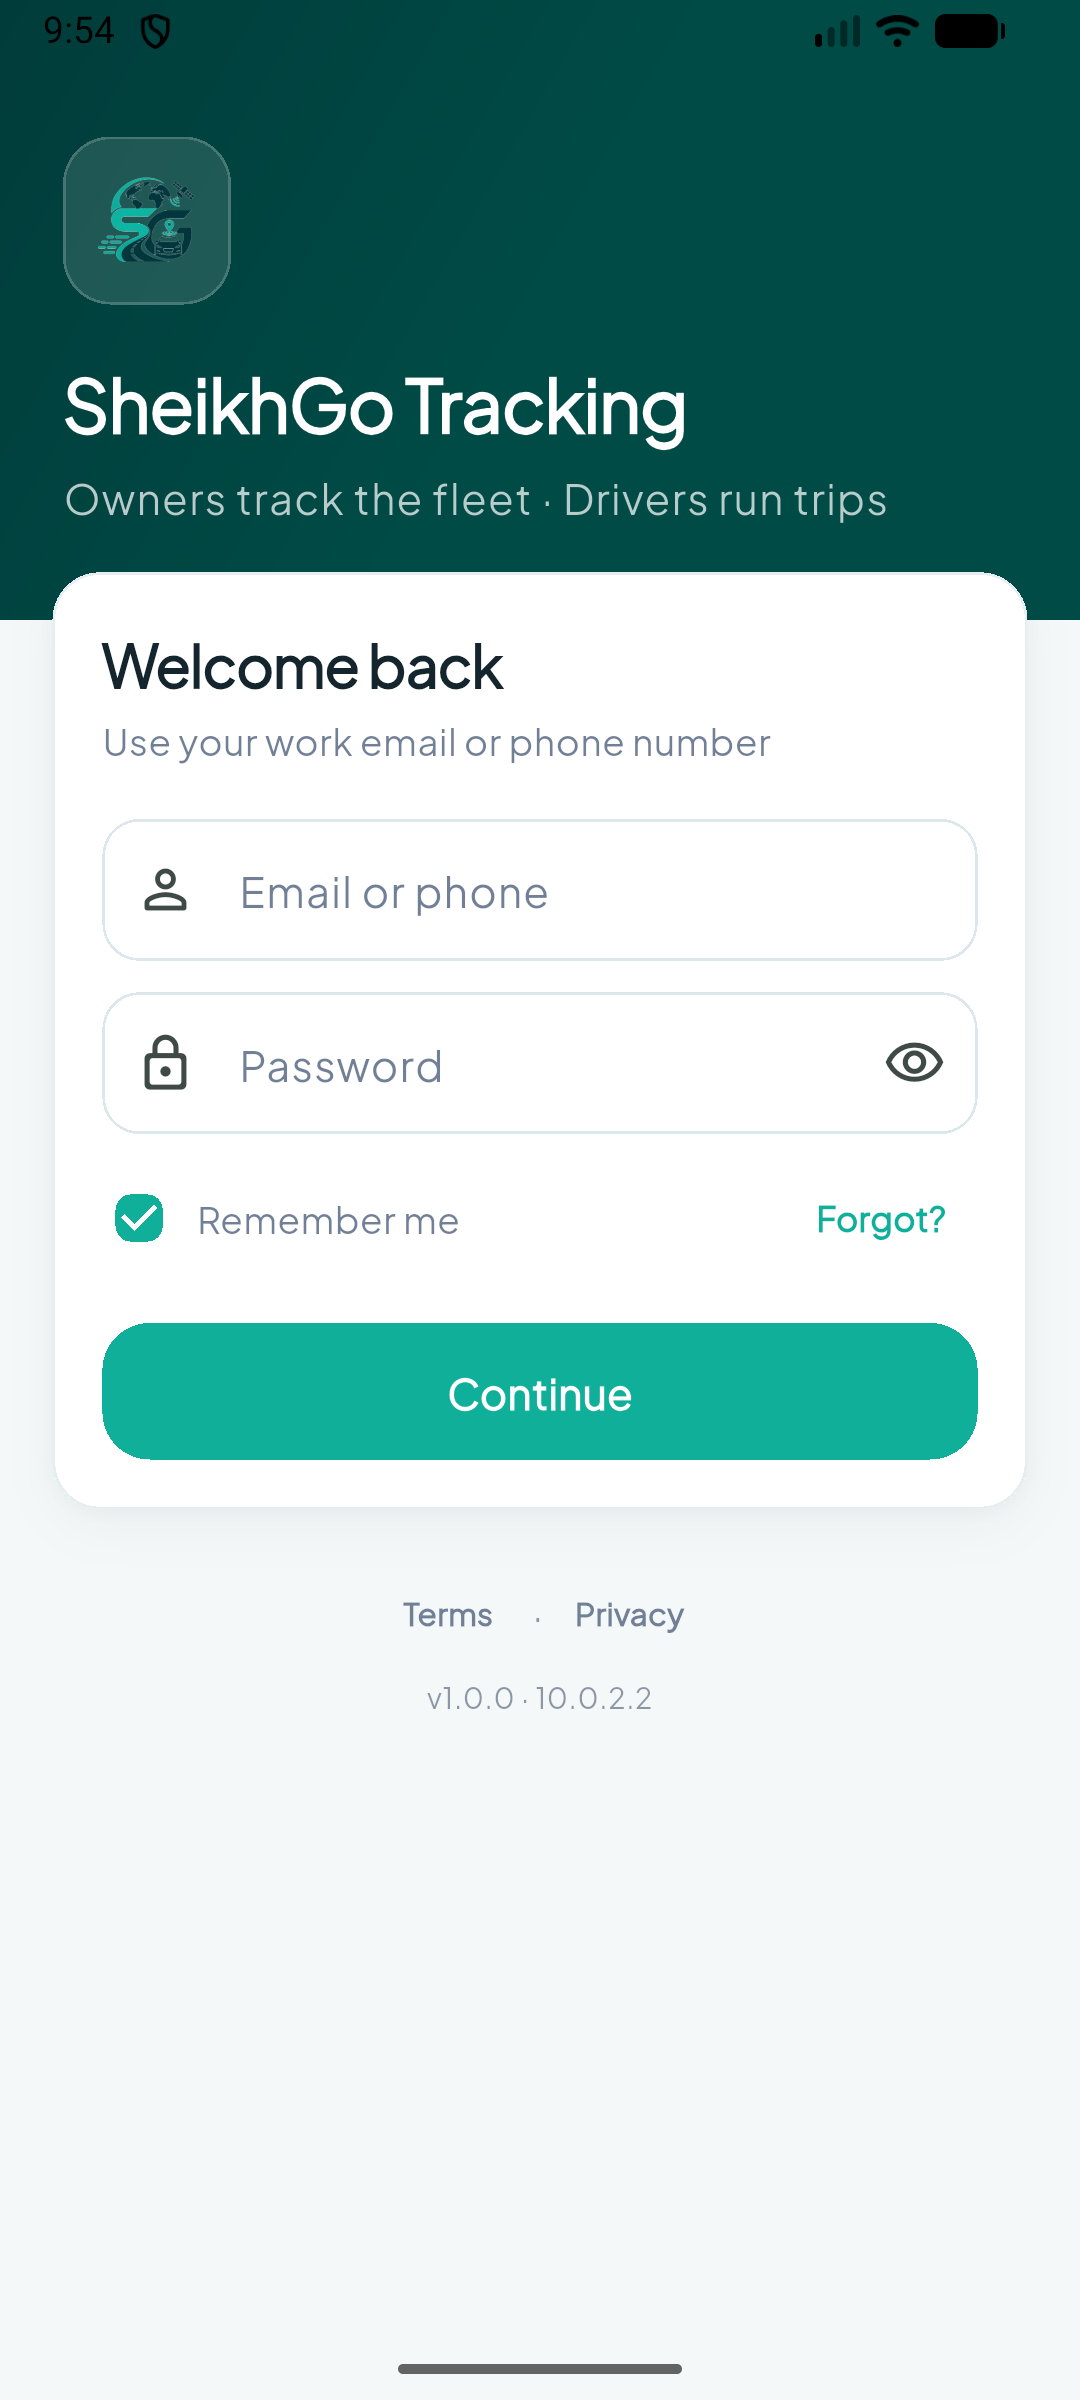 9:54
SG
SheikhGo Tracking
Owners track the fleet · Drivers run trips
Welcome back
Use your work email or phone number
Email or phone
Password
Remember me
Forgot?
Continue
Terms · Privacy
v1.0.0 · 10.0.2.2